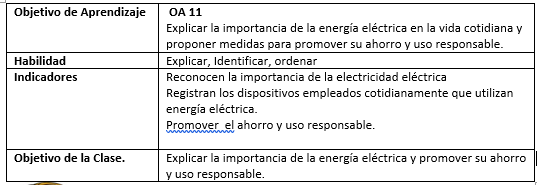 Objetivo de Aprendizaje OA 11
Explicar la importancia de la energía eléctrica en la vida cotidiana y
proponer medidas para promover su ahorro y uso responsable.
Habilidad Explicar, Identificar, ordenar
Indicadores Reconocen la importancia de la electricidad eléctrica
Registran los dispositivos empleados cotidianamente que utilizan
energía eléctrica.
Promover el ahorro y uso responsable.
Objetivo de la Clase. Explicar la importancia de la energía eléctrica y promover su ahorro
y uso responsable.